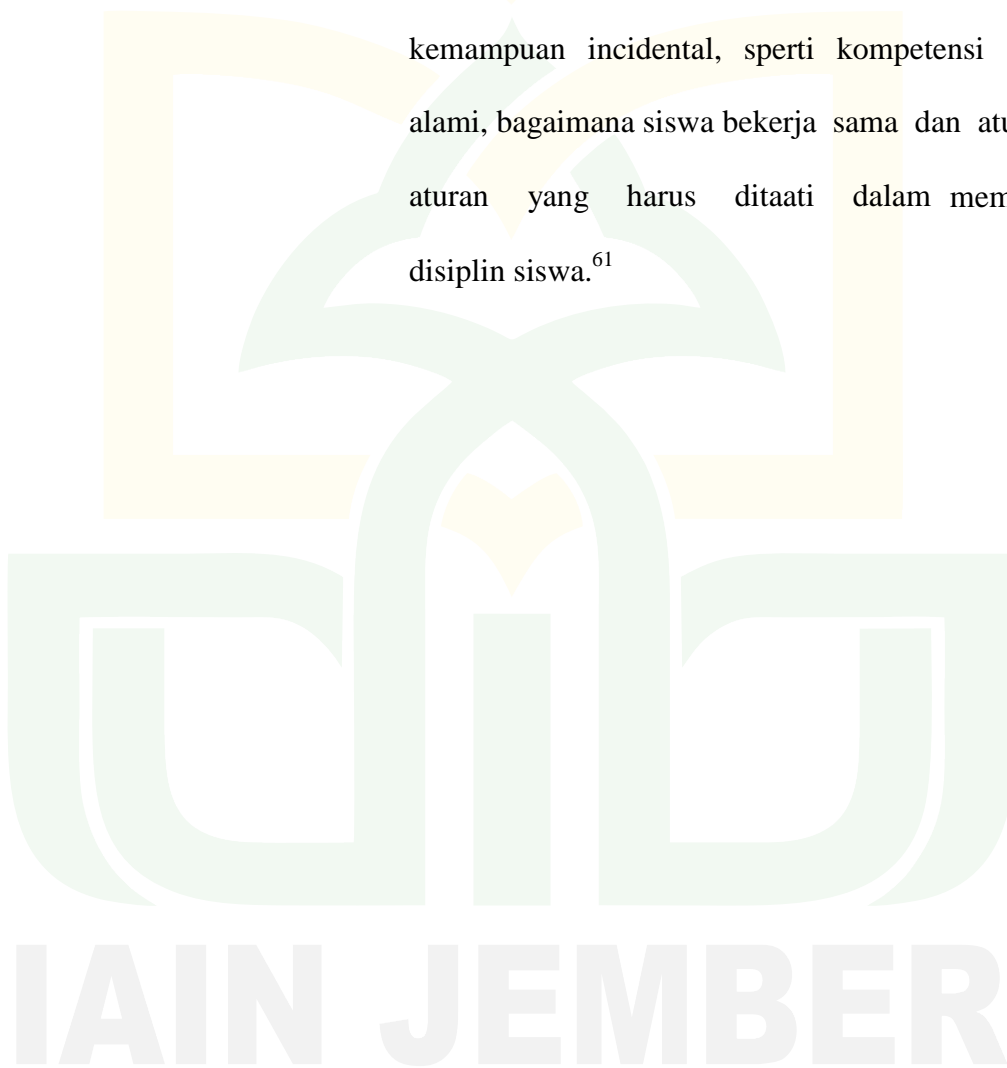 kemampuan incidental, sperti kompetensi
alami, bagaimana siswa bekerja sama dan
aturan yang harus ditaati dalam
disiplin siswa.61
IAIN JEMBER